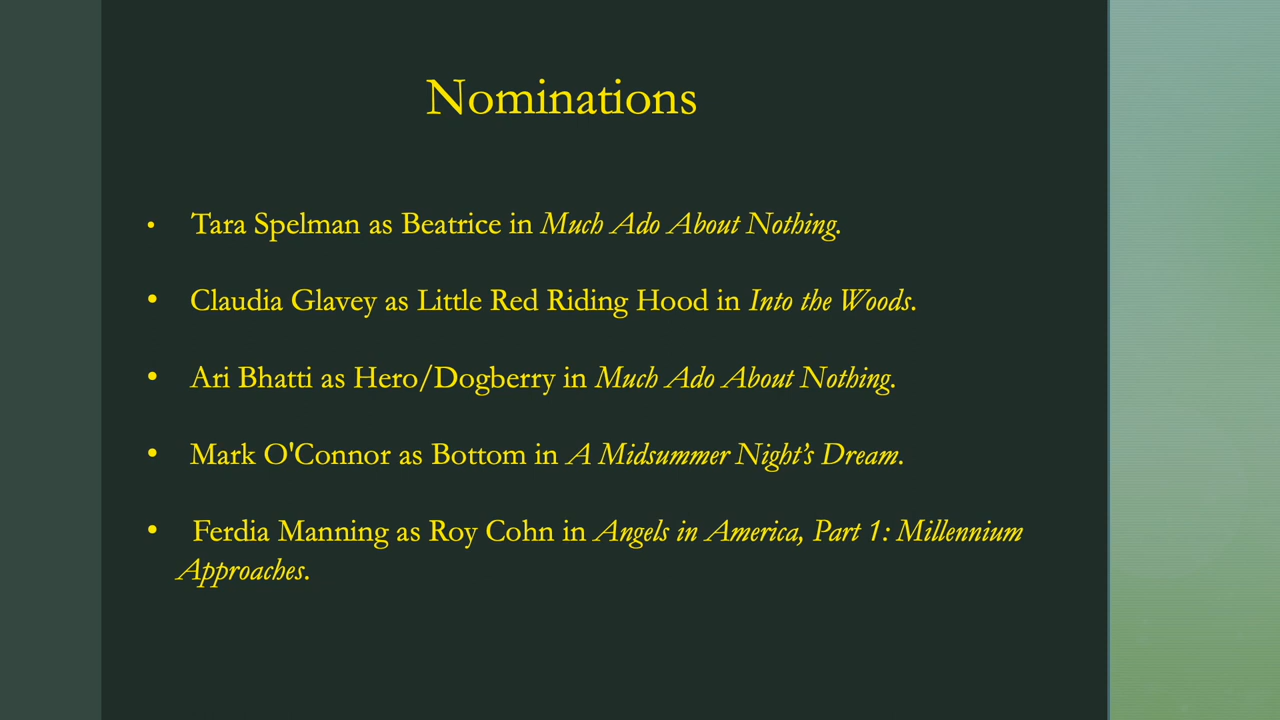 Nominations
• Tara Spelman as Beatrice in Much Ado About Nothing.
• Claudia Glavey as Little Red Riding Hood in Into the Woods.
• Ari Bhatti as Hero/Dogberry in Much Ado About Nothing.
• Mark O'Connor as Bottom in A Midsummer Night’s Dream.
• Ferdia Manning as Roy Cohn in Angels in America, Part 1: Millennium
Approaches.